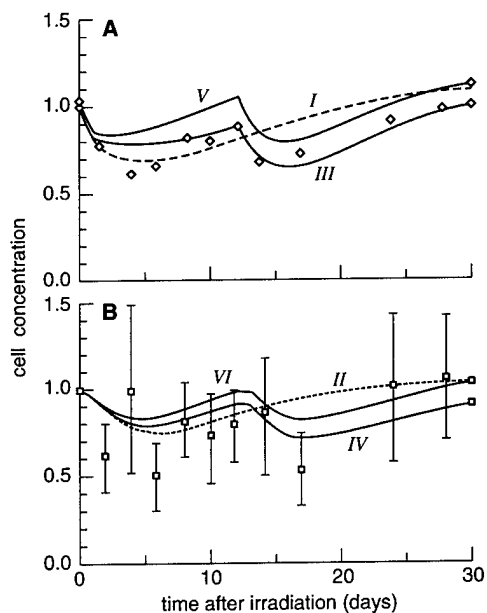 A
1.5
1.0
0.5
0.0
V
I
III
cell concentration
B
1.5
1.0
0.5
0.0
VI
II
IV
0
10
20
30
time after irradiation (days)